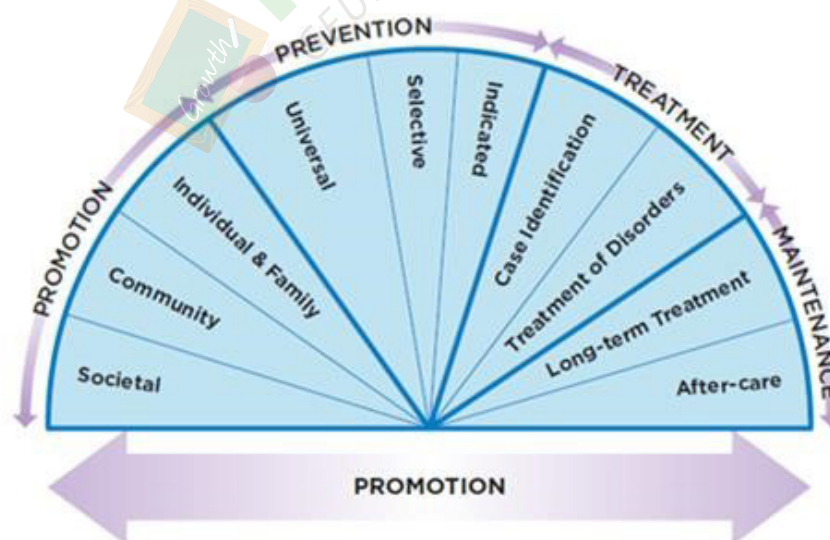 PROMOTION
PREVENTION
TREATMENT
MAINTENANCE
Societal
Community
Individual & Family
Universal
Selective
Indicated
Case Identification
Treatment of Disorders
Long-term Treatment
After-care
PROMOTION
Growth!